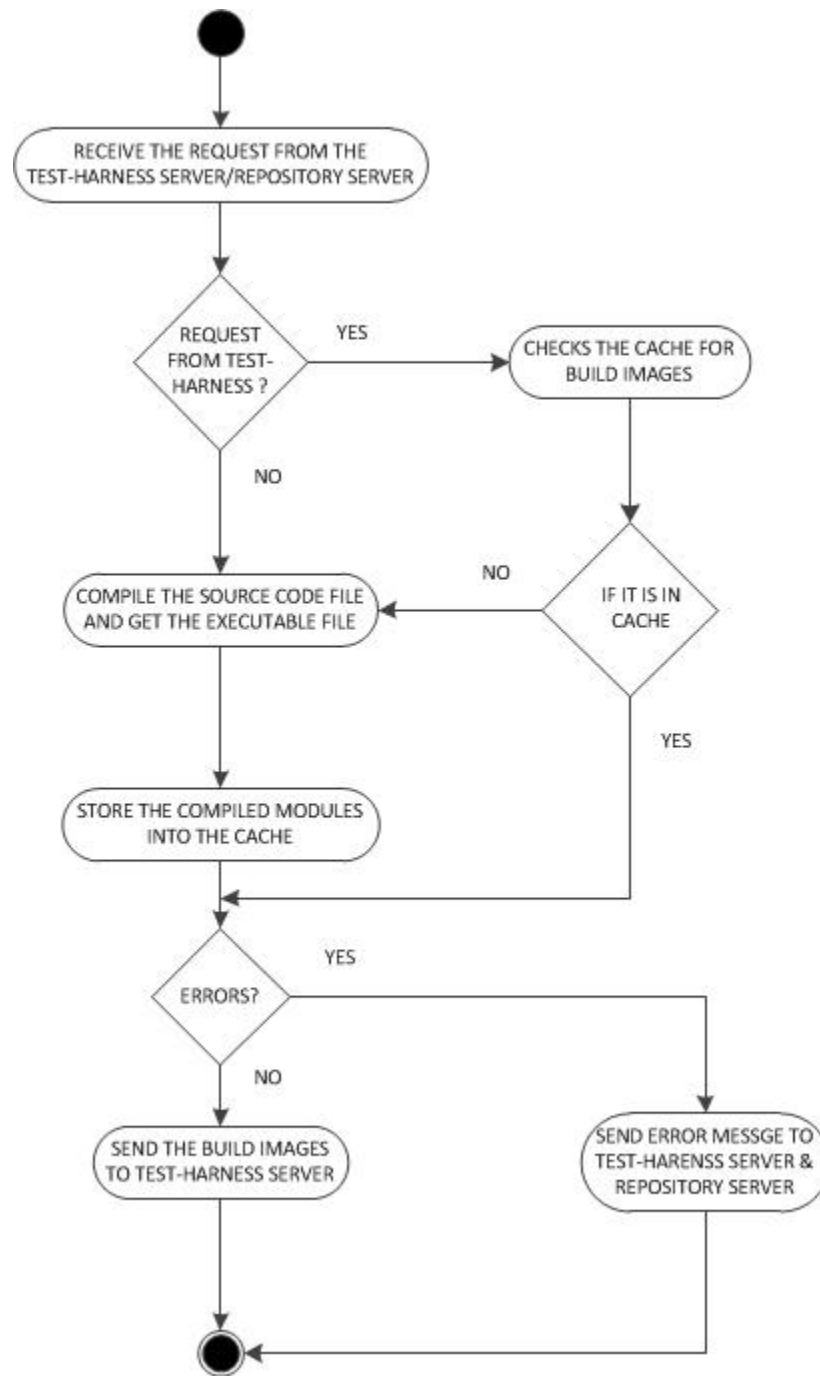 RECEIVE THE REQUEST FROM THE
TEST-HARNESS SERVER/REPOSITORY SERVER
REQUEST
FROM TEST-
HARNESS ?
YES
CHECKS THE CACHE FOR
BUILD IMAGES
NO
COMPILE THE SOURCE CODE FILE
AND GET THE EXECUTABLE FILE
NO
IF IT IS IN
CACHE
YES
STORE THE COMPILED MODULES
INTO THE CACHE
ERRORS?
YES
NO
SEND THE BUILD IMAGES
TO TEST-HARNESS SERVER
SEND ERROR MESSGE TO
TEST-HARENSS SERVER &
REPOSITORY SERVER